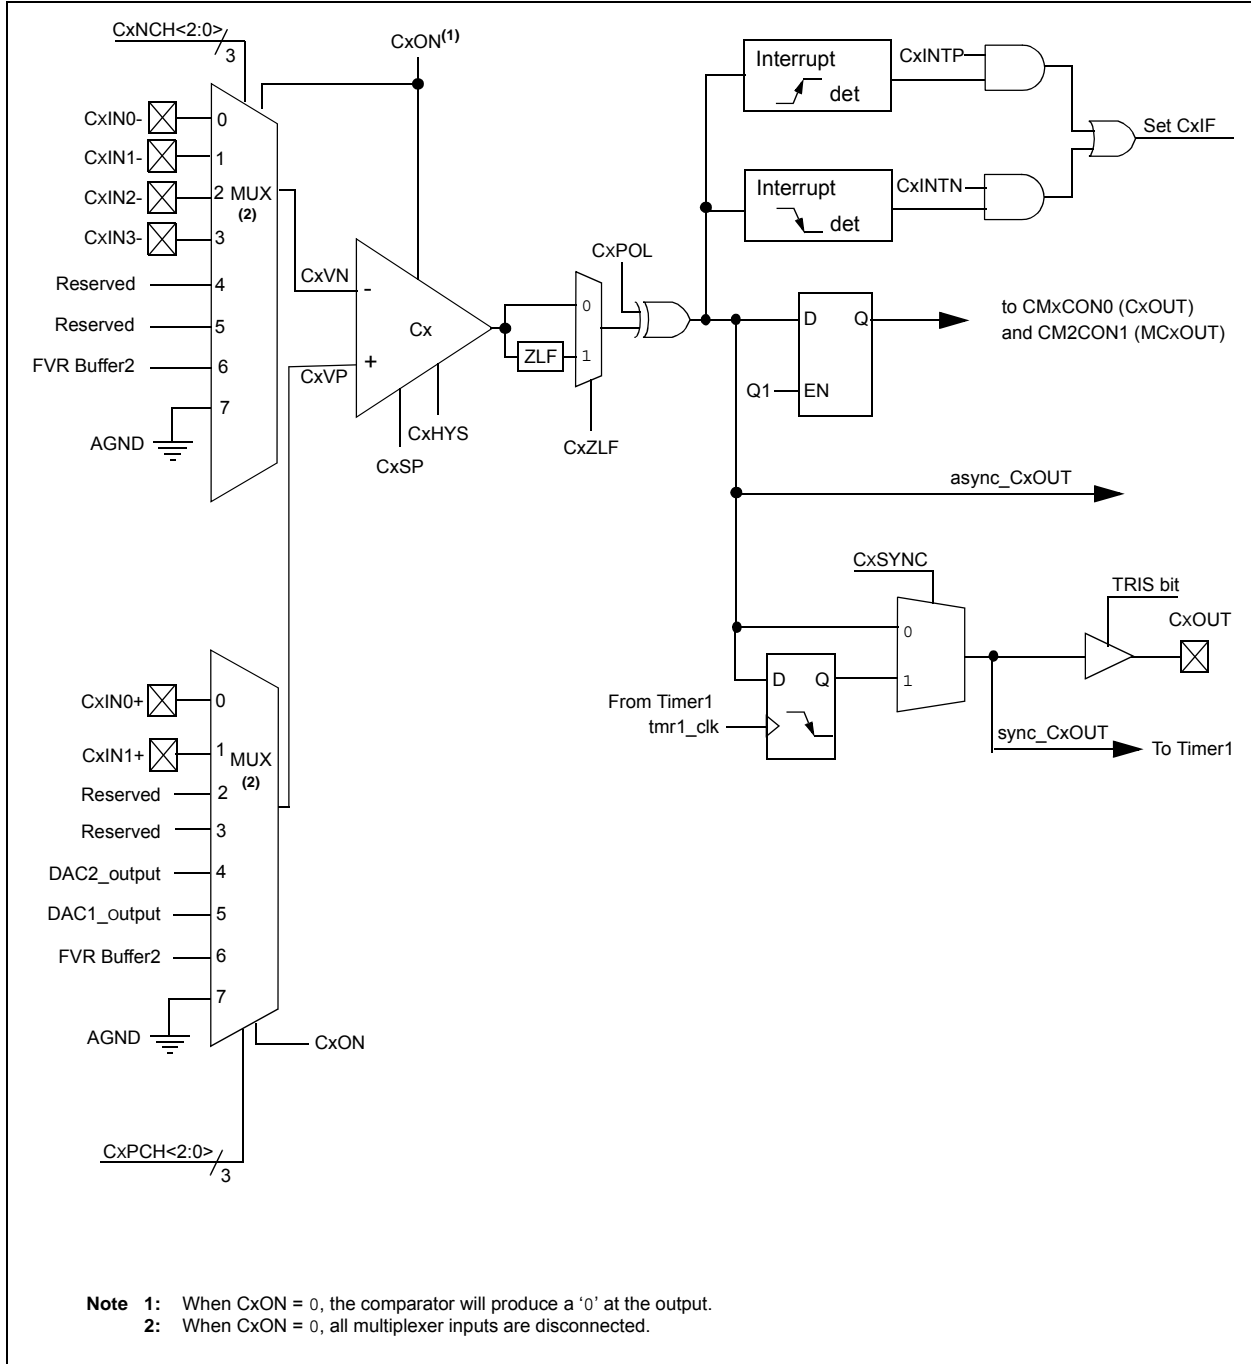 CxNCH<2:0>
3
CxON(1)
CxIN0-
0
CxIN1-
1
CxIN2-
2
MUX
(2)
CxIN3-
3
Reserved
4
Reserved
5
FVR Buffer2
6
7
AGND
CxVN
-
Cx
+
CxVP
CxHYS
CxSP
ZLF
0
1
CxZLF
CxPOL
Interrupt
det
CxINTP
Interrupt
det
CxINTN
Set CxIF
D
Q
Q1
EN
to CMxCON0 (CxOUT)
and CM2CON1 (MCxOUT)
async_CxOUT
CxSYNC
0
1
TRIS bit
CxOUT
D
Q
From Timer1
tmr1_clk
sync_CxOUT
To Timer1
CxIN0+
0
CxIN1+
1
MUX
(2)
Reserved
2
Reserved
3
DAC2_output
4
DAC1_output
5
FVR Buffer2
6
7
AGND
CxON
CxPCH<2:0>
3
Note 1: When CxON = 0, the comparator will produce a ‘0’ at the output.
2: When CxON = 0, all multiplexer inputs are disconnected.